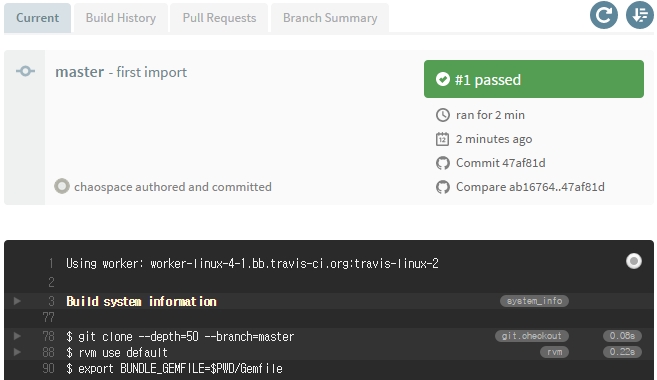 Current Build History Pull Requests Branch Summary
master - first import
#1 passed
ran for 2 min
2 minutes ago
Commit 47af81d
Compare ab16764..47af81d
chaospace authored and committed
1 Using worker: worker-linux-4-1.bb.travis-ci.org:travis-linux-2
2
3 Build system information system_info
77
78 $ git clone --depth=50 --branch=master git.checkout 0.08s
88 $ rvm use default rvm 0.22s
90 $ export BUNDLE_GEMFILE=$PWD/Gemfile